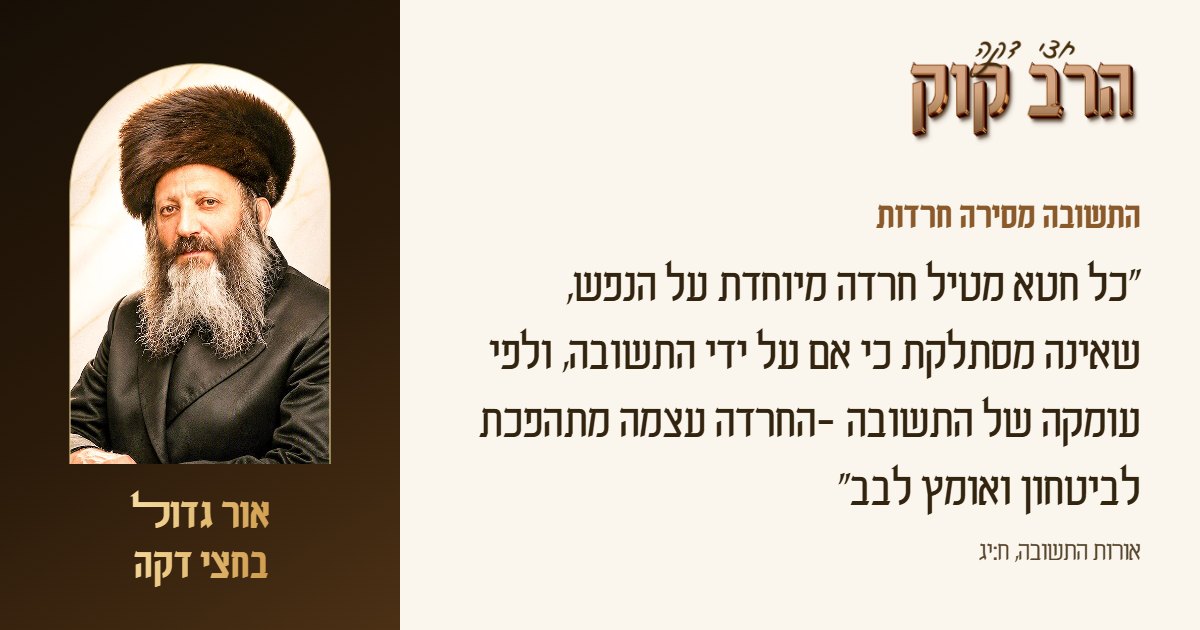 חצי דקה
הרב קוק
התשובה מסירה חרדות
"כל חטא מטיל חרדה מיוחדת על הנפש,
שאינה מסתלקת כי אם על ידי התשובה, ולפי
עומקה של התשובה -החרדה עצמה מתהפכת
לביטחון ואומץ לבב"
אורות התשובה, ח:יג
אור גדול
בחצי דקה